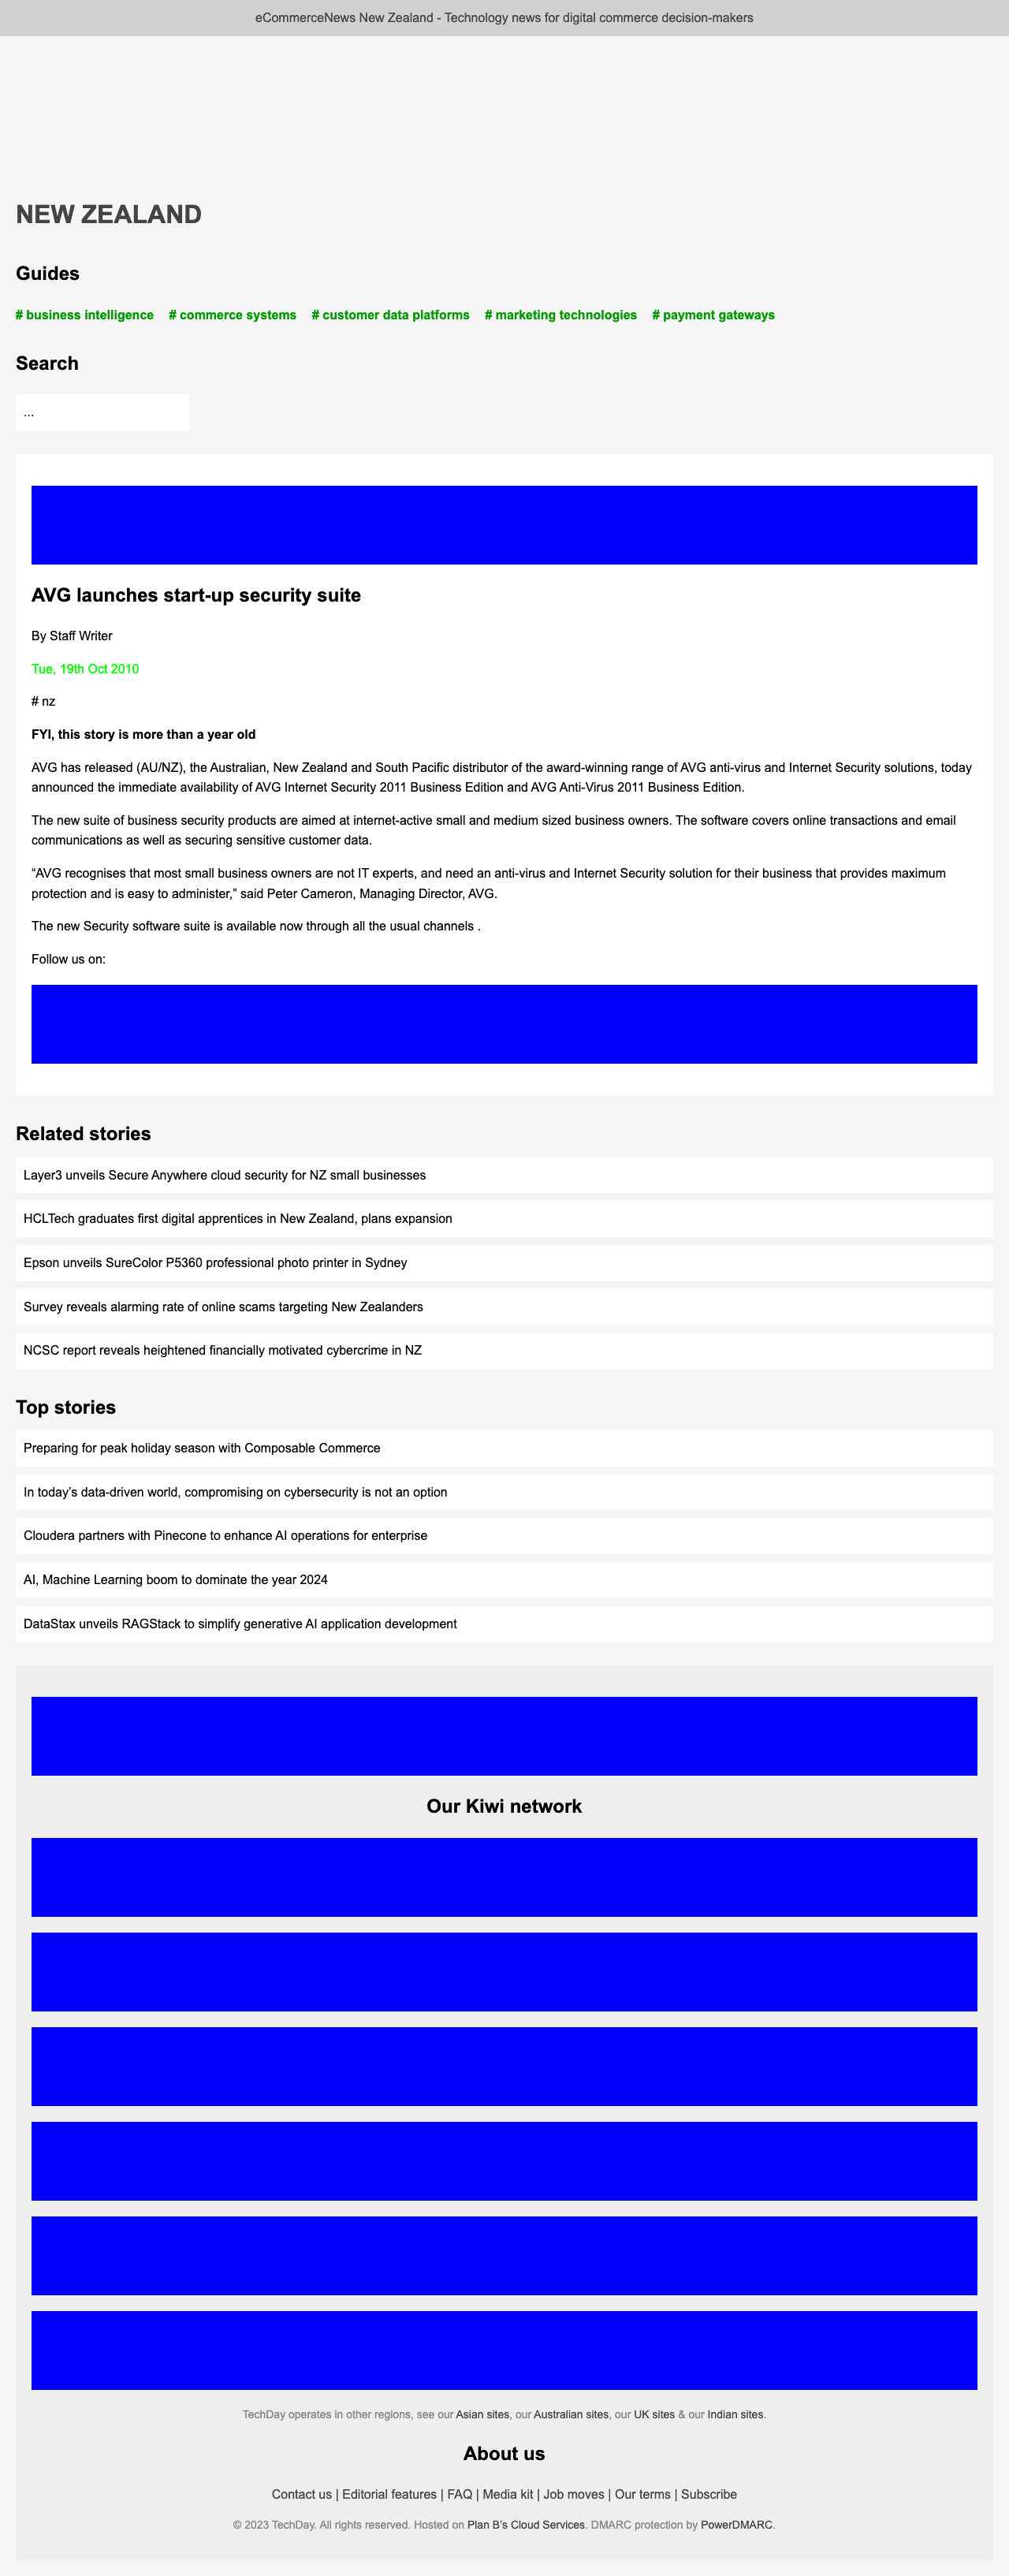 eCommerceNews New Zealand - Technology news for digital commerce decision-makers
NEW ZEALAND
Guides
# business intelligence # commerce systems # customer data platforms # marketing technologies # payment gateways
Search
...
AVG launches start-up security suite
By Staff Writer
Tue, 19th Oct 2010
# nz
FYI, this story is more than a year old
AVG has released (AU/NZ), the Australian, New Zealand and South Pacific distributor of the award-winning range of AVG anti-virus and Internet Security solutions, today
announced the immediate availability of AVG Internet Security 2011 Business Edition and AVG Anti-Virus 2011 Business Edition.
The new suite of business security products are aimed at internet-active small and medium sized business owners. The software covers online transactions and email
communications as well as securing sensitive customer data.
“AVG recognises that most small business owners are not IT experts, and need an anti-virus and Internet Security solution for their business that provides maximum
protection and is easy to administer,” said Peter Cameron, Managing Director, AVG.
The new Security software suite is available now through all the usual channels .
Follow us on:
Related stories
Layer3 unveils Secure Anywhere cloud security for NZ small businesses
HCLTech graduates first digital apprentices in New Zealand, plans expansion
Epson unveils SureColor P5360 professional photo printer in Sydney
Survey reveals alarming rate of online scams targeting New Zealanders
NCSC report reveals heightened financially motivated cybercrime in NZ
Top stories
Preparing for peak holiday season with Composable Commerce
In today’s data-driven world, compromising on cybersecurity is not an option
Cloudera partners with Pinecone to enhance AI operations for enterprise
AI, Machine Learning boom to dominate the year 2024
DataStax unveils RAGStack to simplify generative AI application development
Our Kiwi network
TechDay operates in other regions, see our Asian sites, our Australian sites, our UK sites & our Indian sites.
About us
Contact us | Editorial features | FAQ | Media kit | Job moves | Our terms | Subscribe
© 2023 TechDay. All rights reserved. Hosted on Plan B’s Cloud Services. DMARC protection by PowerDMARC.